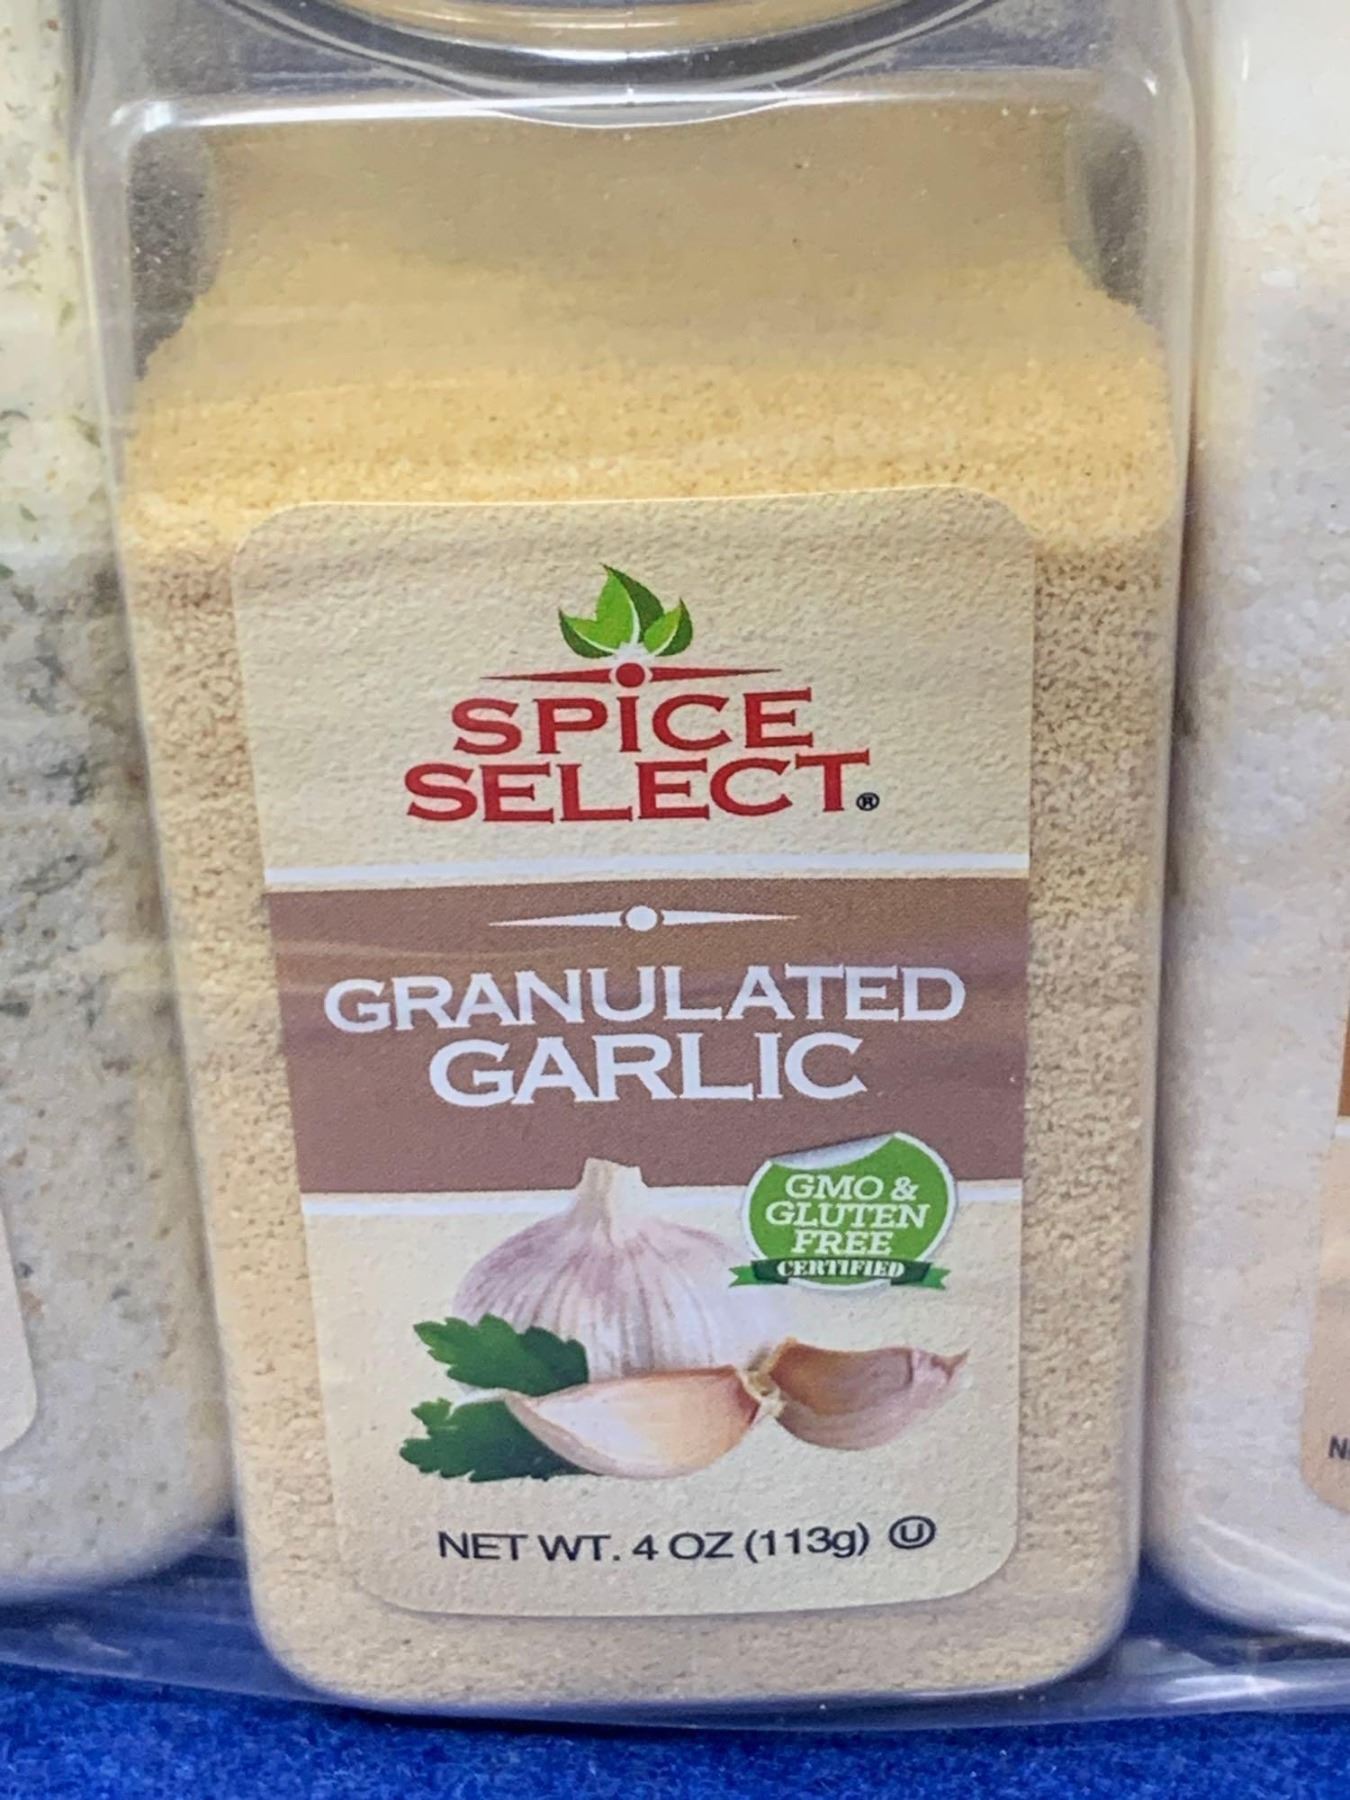 SPICE
SELECT®
GRANULATED
GARLIC
GMO &
GLUTEN
FREE
CERTIFIED
NET WT. 4 OZ (113g) Ⓤ